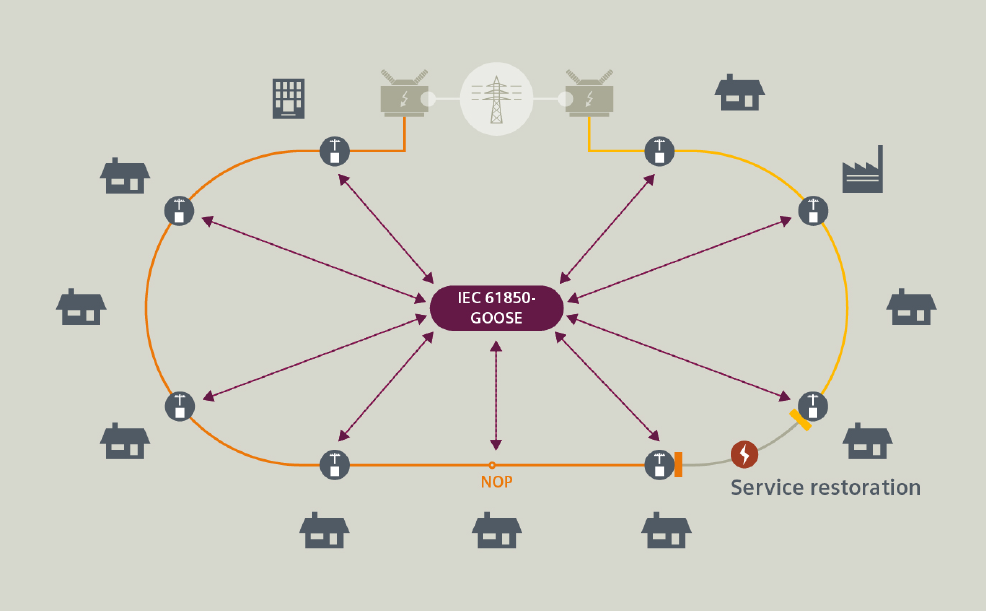 IEC 61850-
GOOSE
NOP
Service restoration